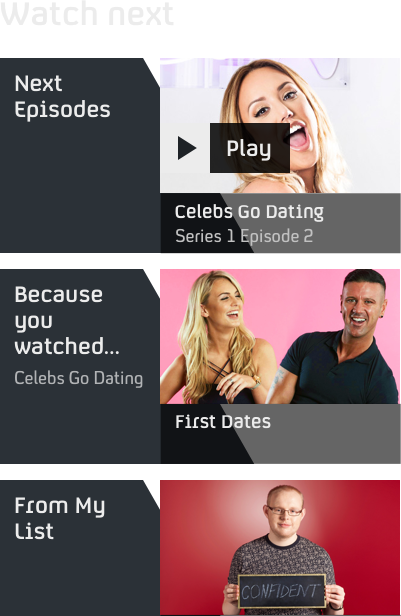 Watch next
Next
Episodes
Play
Celebs Go Dating
Series 1 Episode 2
Because
you
watched...
Celebs Go Dating
First Dates
From My
List
CONFIDENT